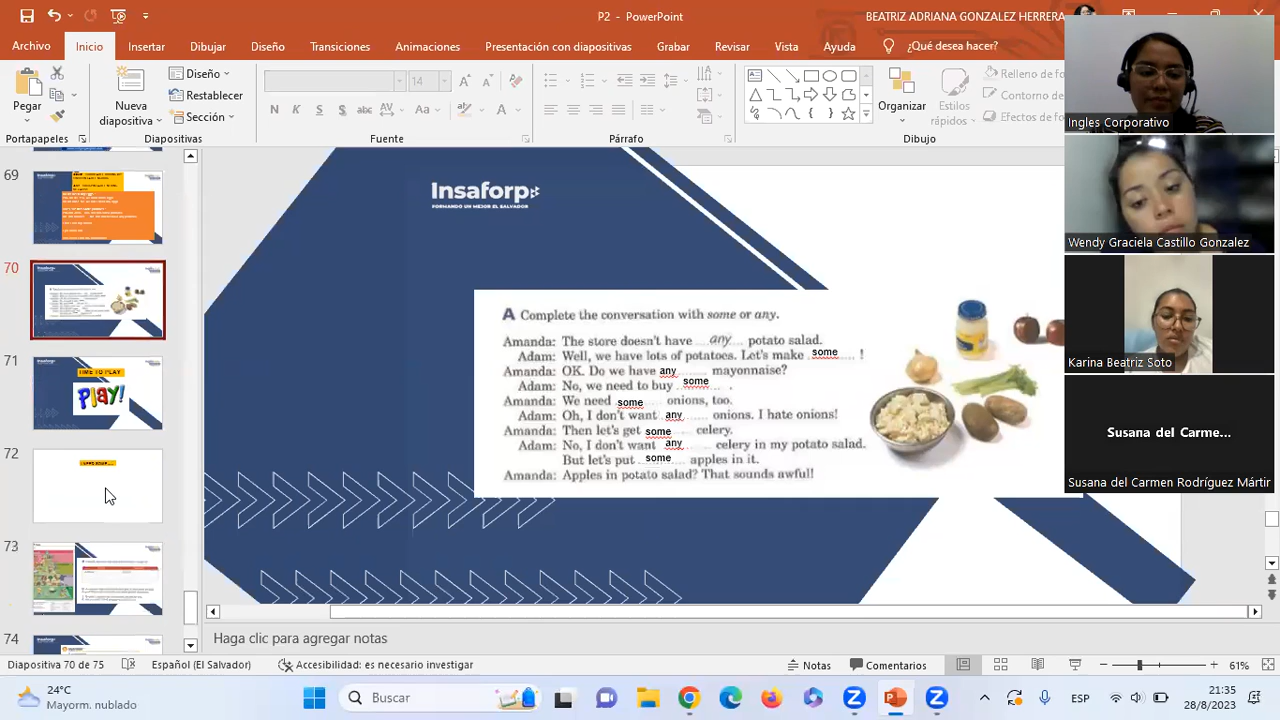 P2 - PowerPoint
BEATRIZ ADRIANA GONZALEZ HERRERA
Archivo Inicio Insertar Dibujar Diseño Transiciones Animaciones Presentación con diapositivas Grabar Revisar Vista Ayuda ¿Qué desea hacer?
Pegar
Nueva diapositiva
Diseño
Restablecer
Sección
14
N K S abc AV Aa A
Organizar
Estilos rápidos
Relleno de fo
Contorno de
Efectos de fo
Portapapeles Diapositivas Fuente Párrafo Dibujo
69
70
71
TIME TO PLAY
Play!
72
73
74
Insaforp
FORMANDO UN MEJOR EL SALVADOR
A Complete the conversation with some or any.
Amanda: The store doesn't have any potato salad.
Adam: Well, we have lots of potatoes. Let's make some !
Amanda: OK. Do we have any mayonnaise?
Adam: No, we need to buy some .
Amanda: We need some onions, too.
Adam: Oh, I don't want any onions. I hate onions!
Amanda: Then let's get some celery.
Adam: No, I don't want any celery in my potato salad.
But let's put some apples in it.
Amanda: Apples in potato salad? That sounds awful!
Ingles Corporativo
Wendy Graciela Castillo Gonzalez
Karina Beatriz Soto
Susana del Carme...
Susana del Carmen Rodríguez Mártir
Haga clic para agregar notas
Diapositiva 70 de 75 Español (El Salvador) Accesibilidad: es necesario investigar Notas Comentarios 61%
24°C
Mayorm. nublado
Buscar
ESP
21:35
28/8/2023